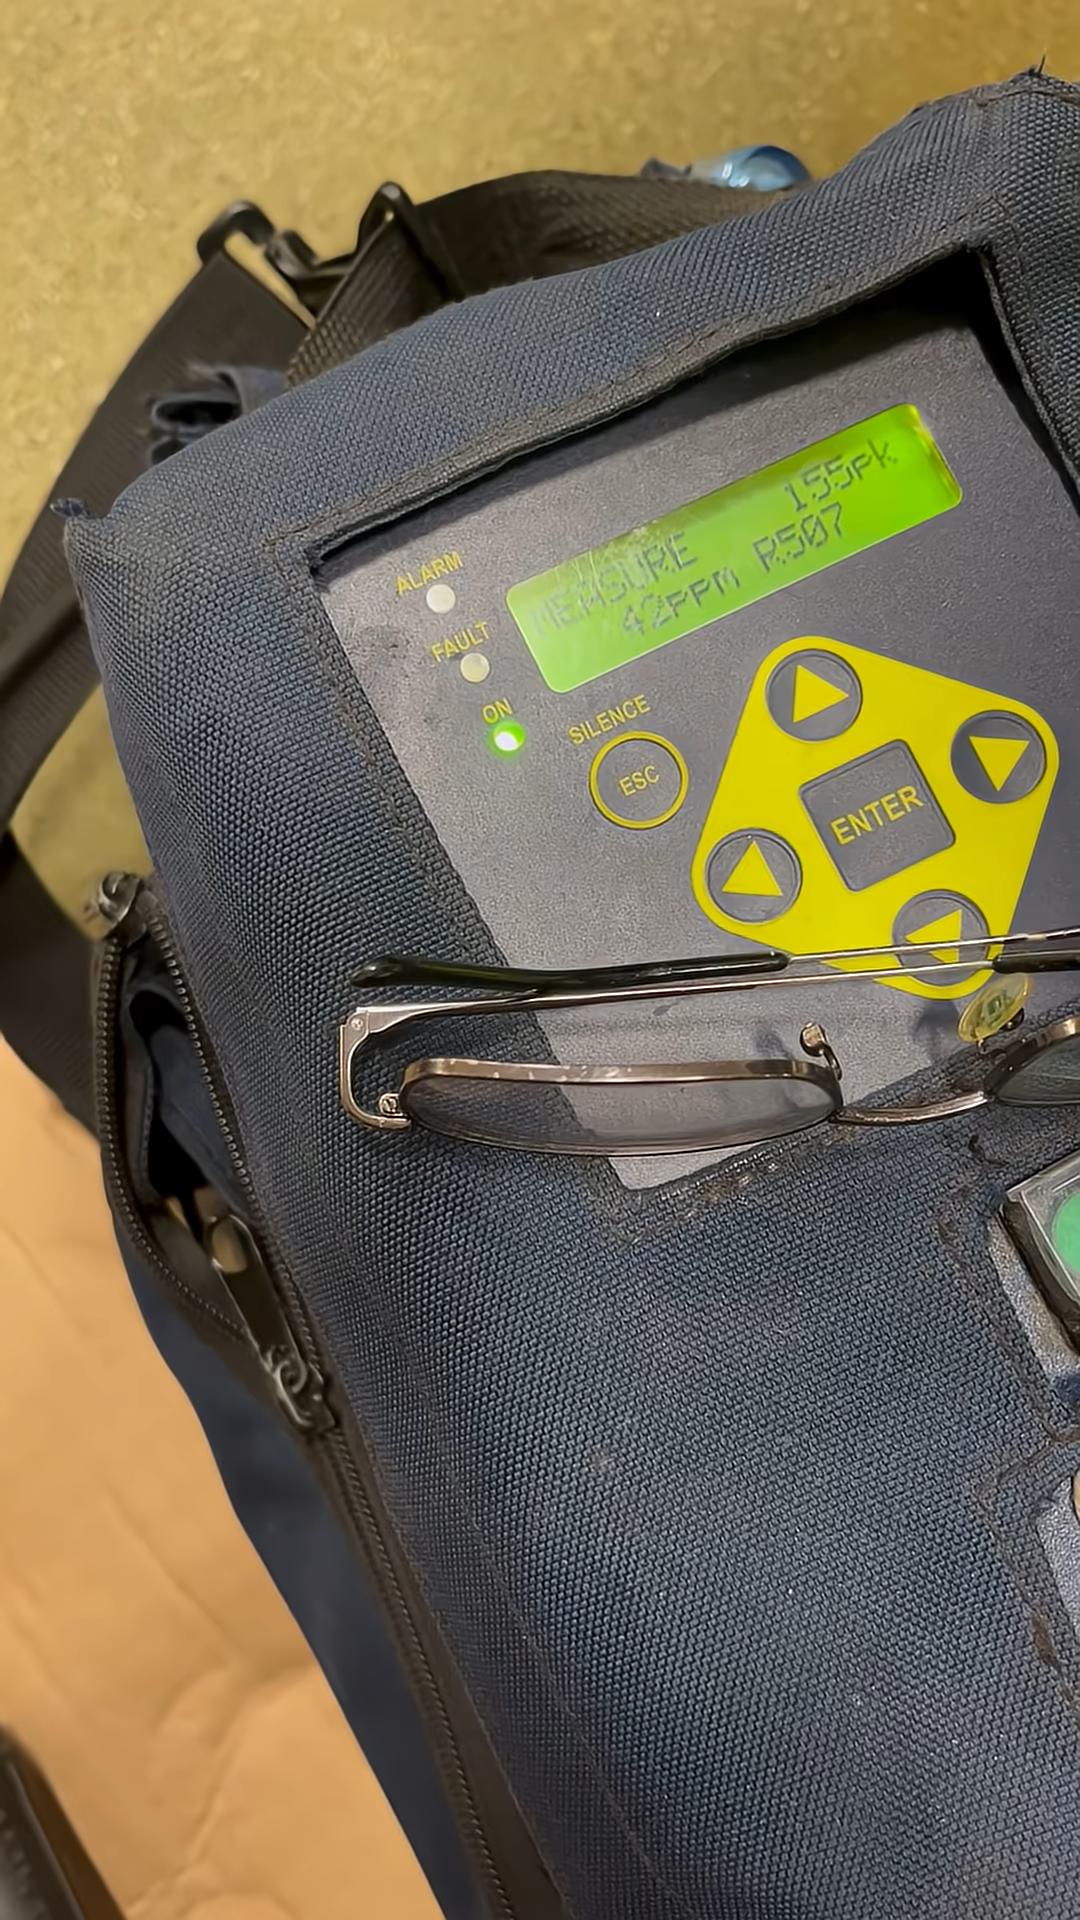 ALARM
FAULT
ON
MEASURE 155pk
42ppm R507
SILENCE
ESC
ENTER